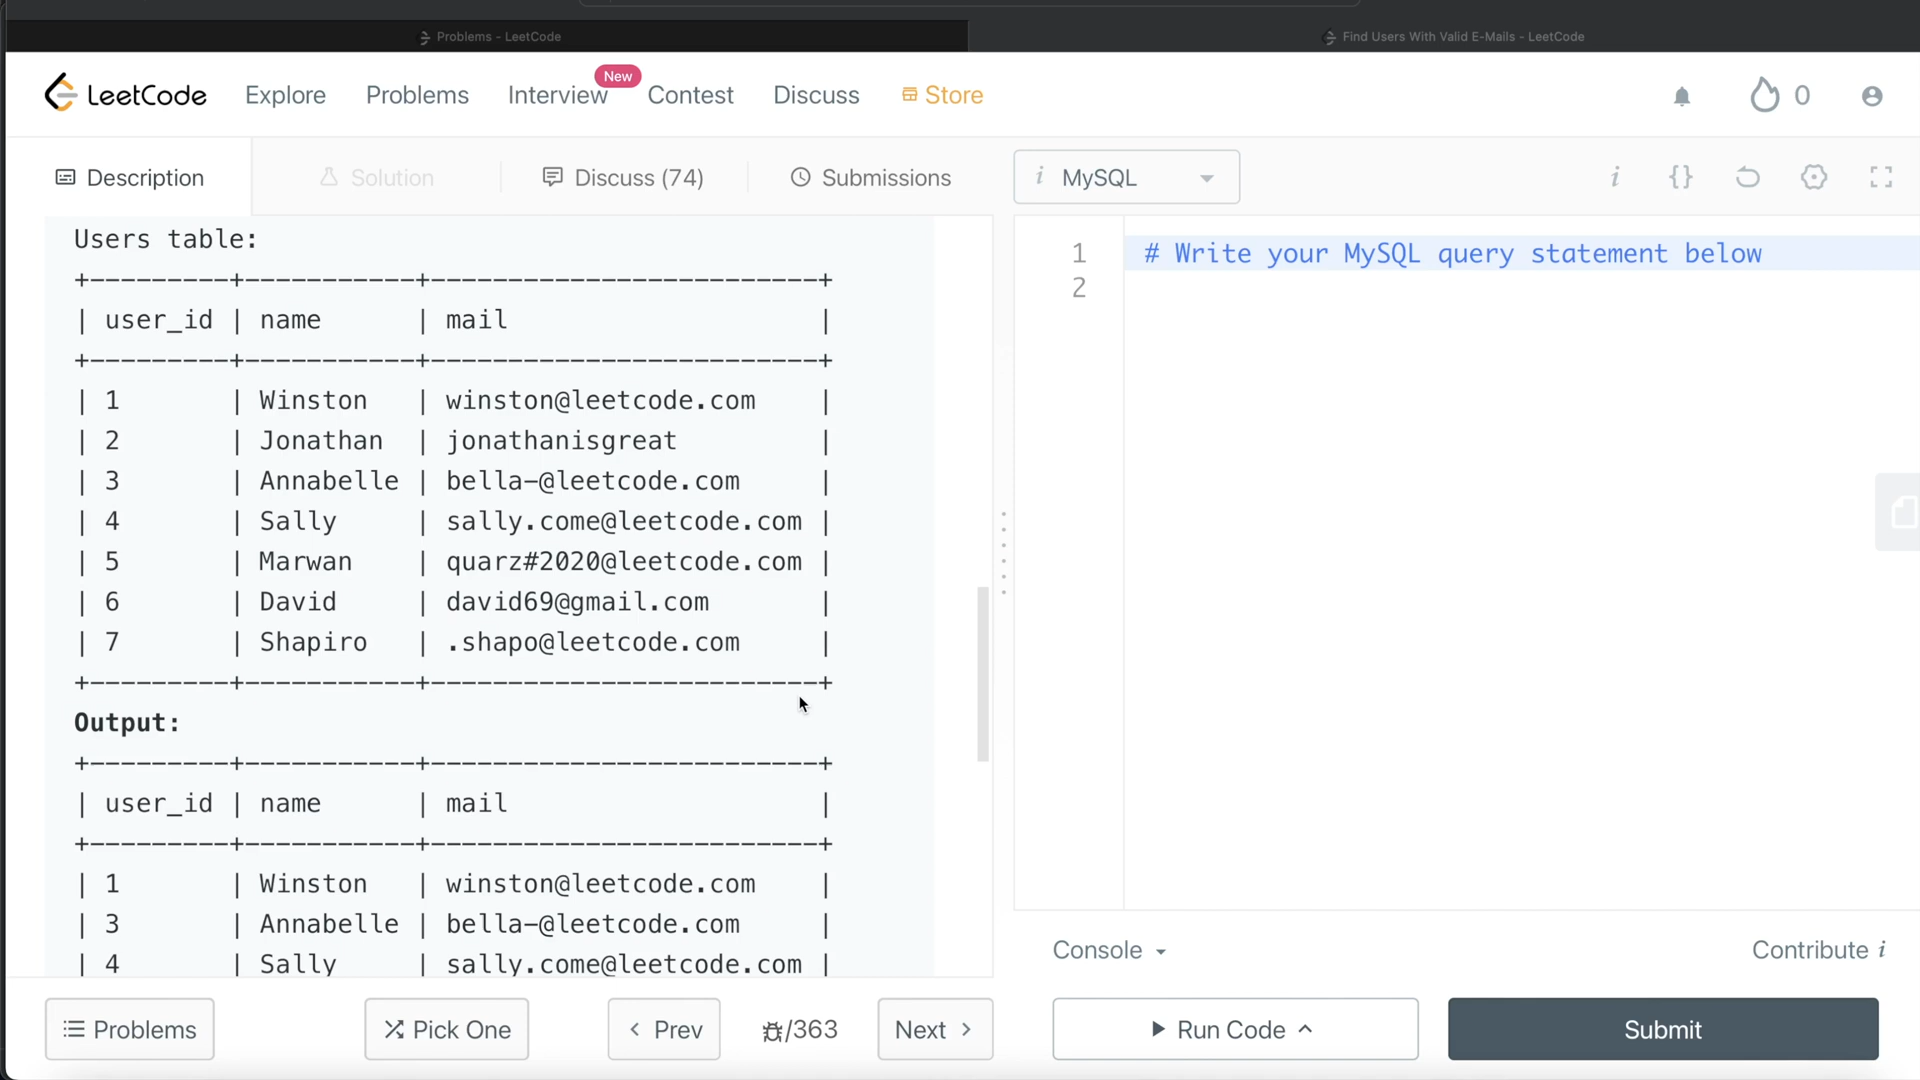 Problems - LeetCode
Find Users With Valid E-Mails - LeetCode
LeetCode Explore Problems Interview New Contest Discuss Store 0
Description Solution Discuss (74) Submissions i MySQL i {}
Users table:
+---------+-----------+-------------------------+
| user_id | name      | mail                    |
+---------+-----------+-------------------------+
| 1       | Winston   | winston@leetcode.com    |
| 2       | Jonathan  | jonathanisgreat         |
| 3       | Annabelle | bella-@leetcode.com     |
| 4       | Sally     | sally.come@leetcode.com |
| 5       | Marwan    | quarz#2020@leetcode.com |
| 6       | David     | david69@gmail.com       |
| 7       | Shapiro   | .shapo@leetcode.com     |
+---------+-----------+-------------------------+
Output:
+---------+-----------+-------------------------+
| user_id | name      | mail                    |
+---------+-----------+-------------------------+
| 1       | Winston   | winston@leetcode.com    |
| 3       | Annabelle | bella-@leetcode.com     |
| 4       | Sally     | sally.come@leetcode.com |
1 # Write your MySQL query statement below
2
Console Contribute i
Problems Pick One Prev /363 Next Run Code Submit